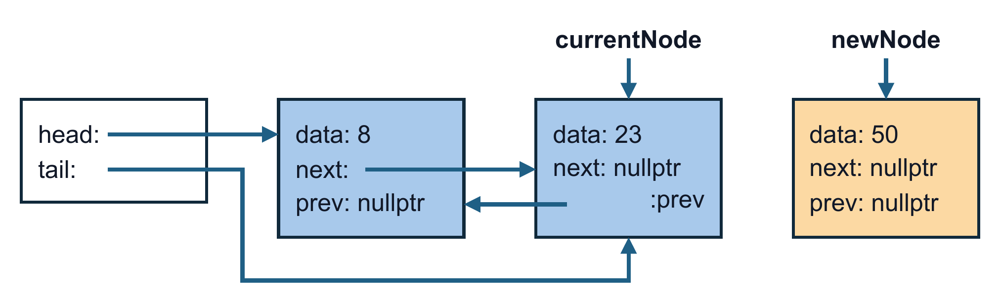 currentNode
newNode
head:
tail:
data: 8
next:
prev: nullptr
data: 23
next: nullptr
:prev
data: 50
next: nullptr
prev: nullptr